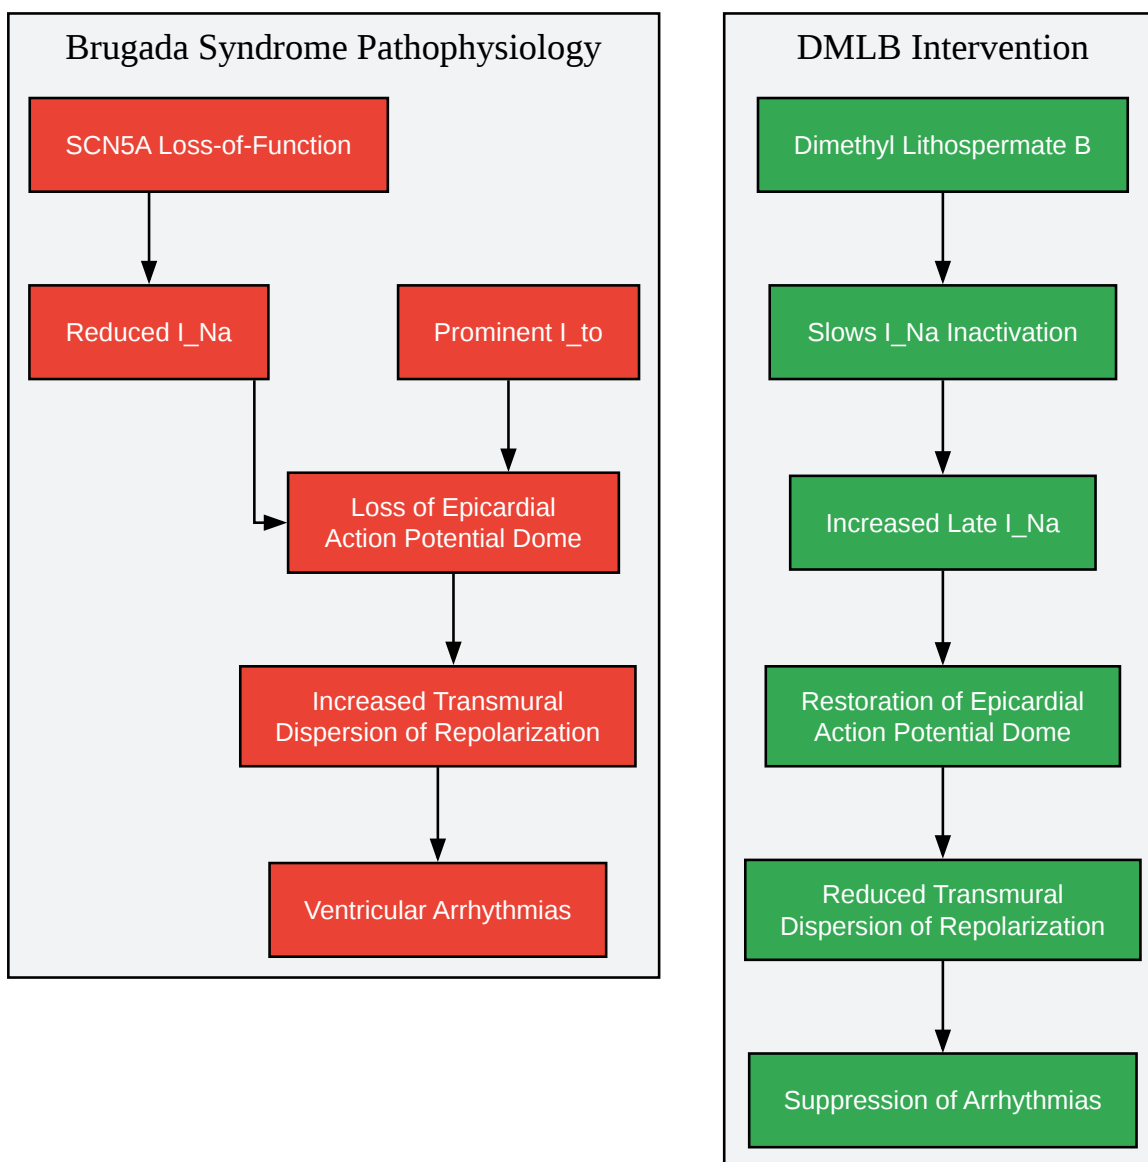 Brugada Syndrome Pathophysiology
SCN5A Loss-of-Function
Reduced I_Na
Prominent I_to
Loss of Epicardial
Action Potential Dome
Increased Transmural
Dispersion of Repolarization
Ventricular Arrhythmias
DMLB Intervention
Dimethyl Lithospermate B
Slows I_Na Inactivation
Increased Late I_Na
Restoration of Epicardial
Action Potential Dome
Reduced Transmural
Dispersion of Repolarization
Suppression of Arrhythmias